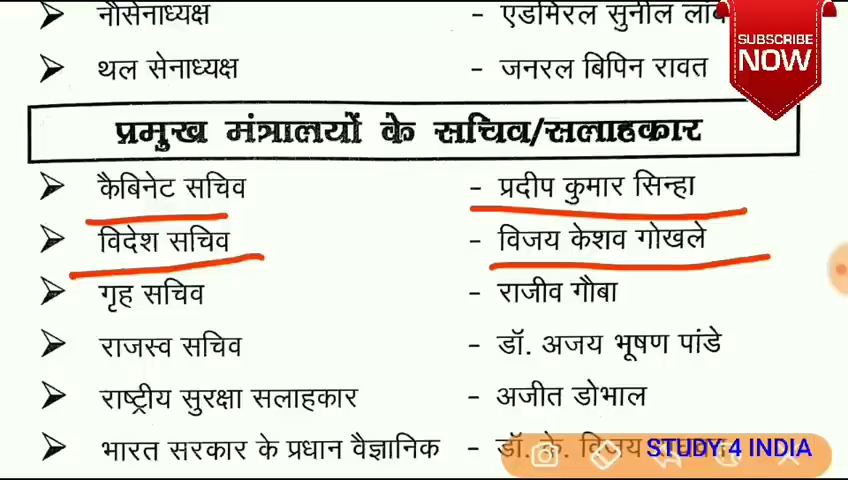 नौसेनाध्यक्ष - एडमिरल सुनील
थल सेनाध्यक्ष - जनरल बिपिन रावत
SUBSCRIBE
NOW
प्रमुख मंत्रालयों के सचिव/सलाहकार
कैबिनेट सचिव - प्रदीप कुमार सिन्हा
विदेश सचिव - विजय केशव गोखले
गृह सचिव - राजीव गौबा
राजस्व सचिव - डॉ. अजय भूषण पांडे
राष्ट्रीय सुरक्षा सलाहकार - अजीत डोभाल
भारत सरकार के प्रधान वैज्ञानिक - डॉ. के. विजय
STUDY 4 INDIA